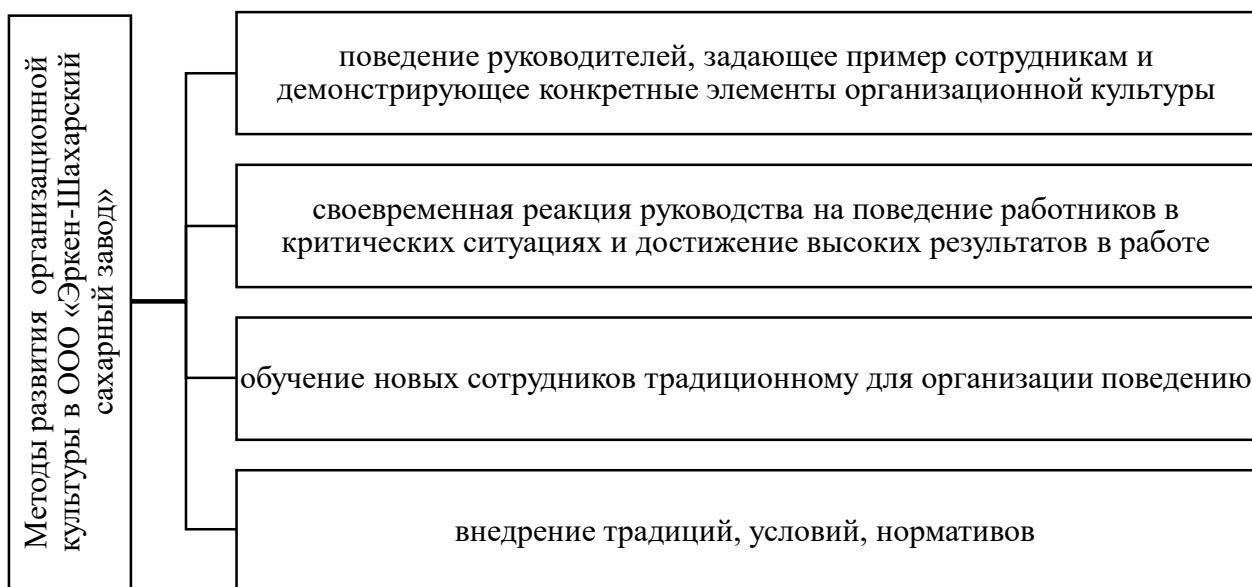 Методы развития организационной
культуры в ООО «Эркен-Шахарский
сахарный завод»
поведение руководителей, задающее пример сотрудникам и
демонстрирующее конкретные элементы организационной культуры
своевременная реакция руководства на поведение работников в
критических ситуациях и достижение высоких результатов в работе
обучение новых сотрудников традиционному для организации поведению
внедрение традиций, условий, нормативов